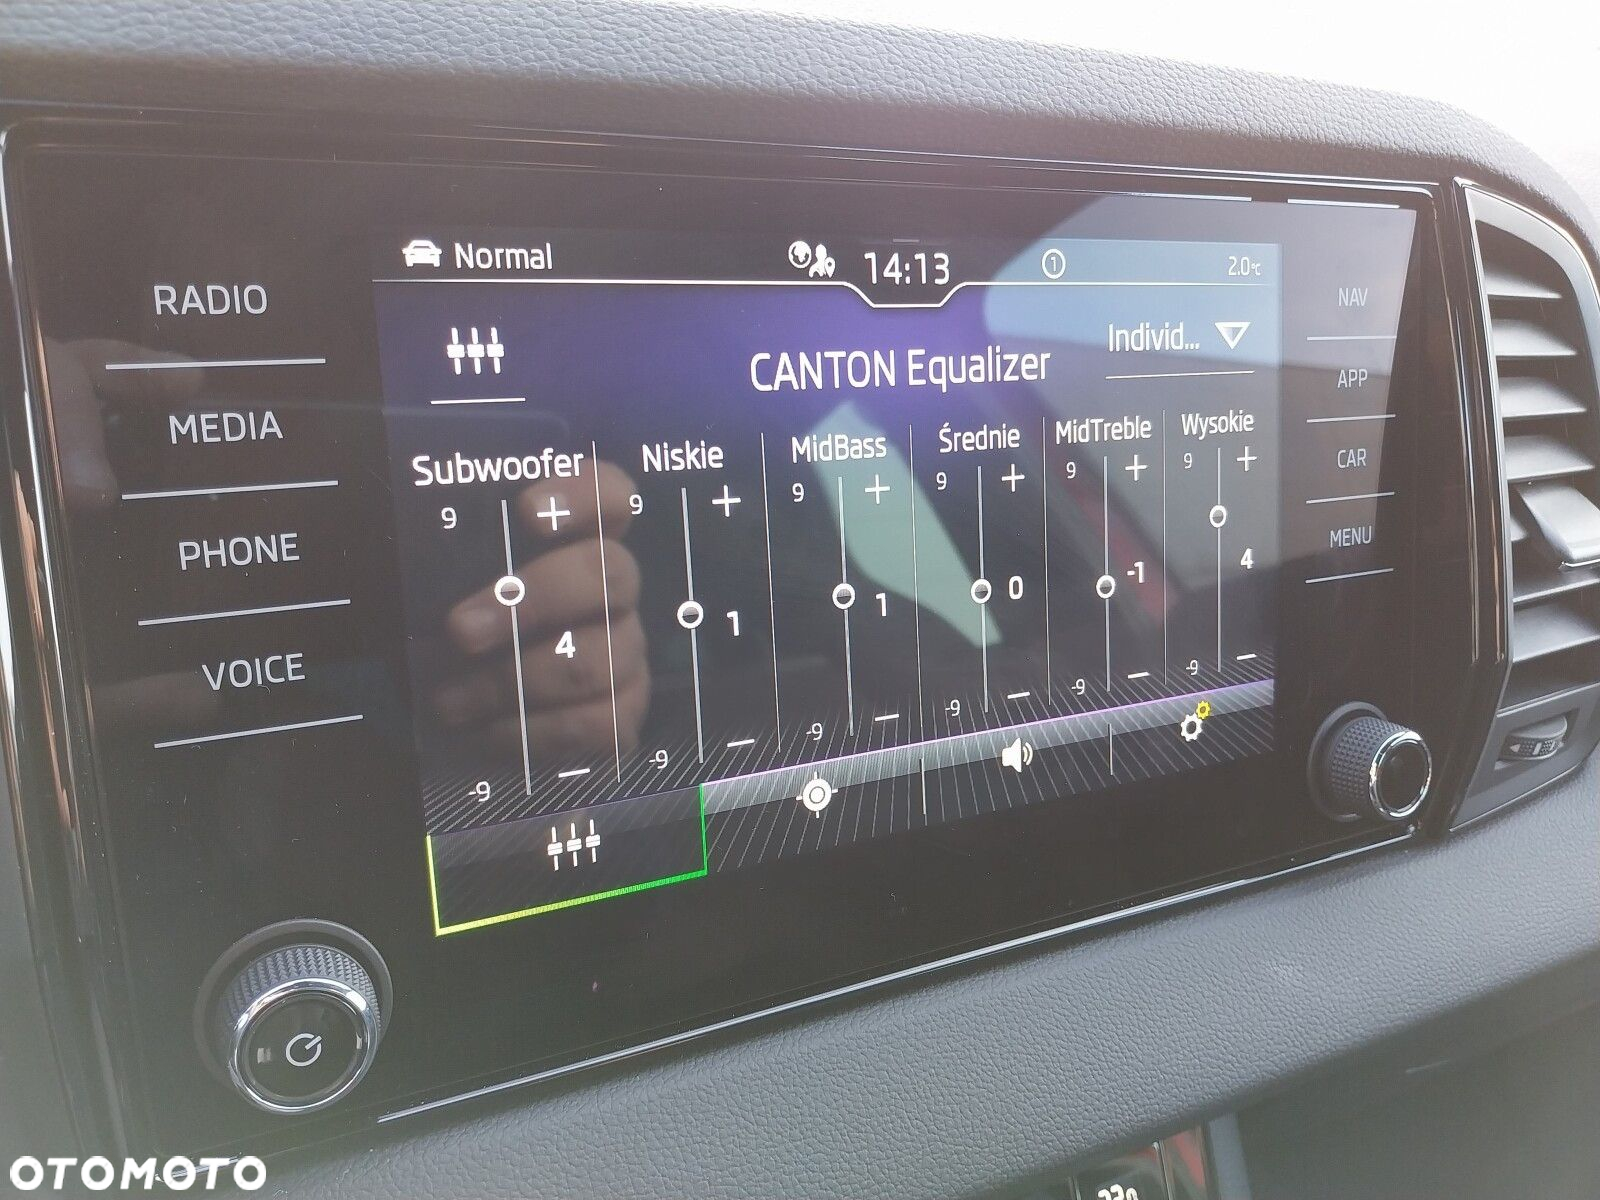 Normal
14:13
1
2.0°C
RADIO
MEDIA
PHONE
VOICE
NAV
APP
CAR
MENU
CANTON Equalizer
Individ...
Subwoofer
Niskie
MidBass
Średnie
MidTreble
Wysokie
9 +
9 +
9 +
9 +
9 +
9 +
4
1
1
0
-1
4
-9 −
-9 −
-9 −
-9 −
-9 −
-9 −
OTOMOTO